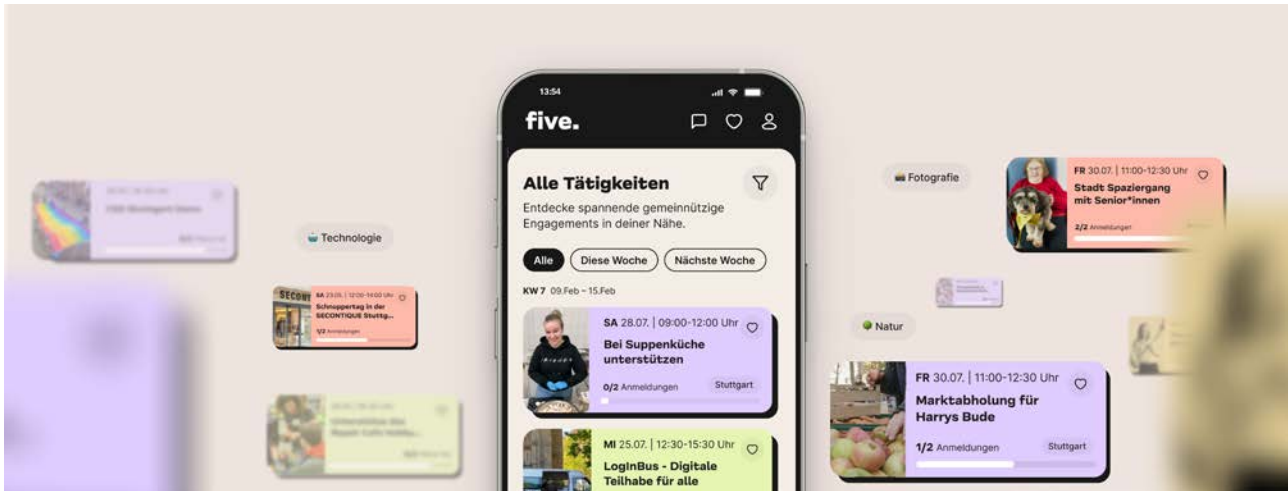 13:54
five.
Alle Tätigkeiten
Entdecke spannende gemeinnützige
Engagements in deiner Nähe.
Alle
Diese Woche
Nächste Woche
KW 7 09.Feb – 15.Feb
SA 28.07. | 09:00-12:00 Uhr
Bei Suppenküche
unterstützen
0/2 Anmeldungen
Stuttgart
MI 25.07. | 12:30-15:30 Uhr
LogInBus - Digitale
Teilhabe für alle
Technologie
SECONT
SA 23.05. | 12:00-14:00 Uhr
Schnuppertag in der
SECONTIQUE Stuttg...
1/2 Anmeldungen
Fotografie
FR 30.07. | 11:00-12:30 Uhr
Stadt Spaziergang
mit Senior*innen
2/2 Anmeldungen
Natur
FR 30.07. | 11:00-12:30 Uhr
Marktabholung für
Harrys Bude
1/2 Anmeldungen
Stuttgart